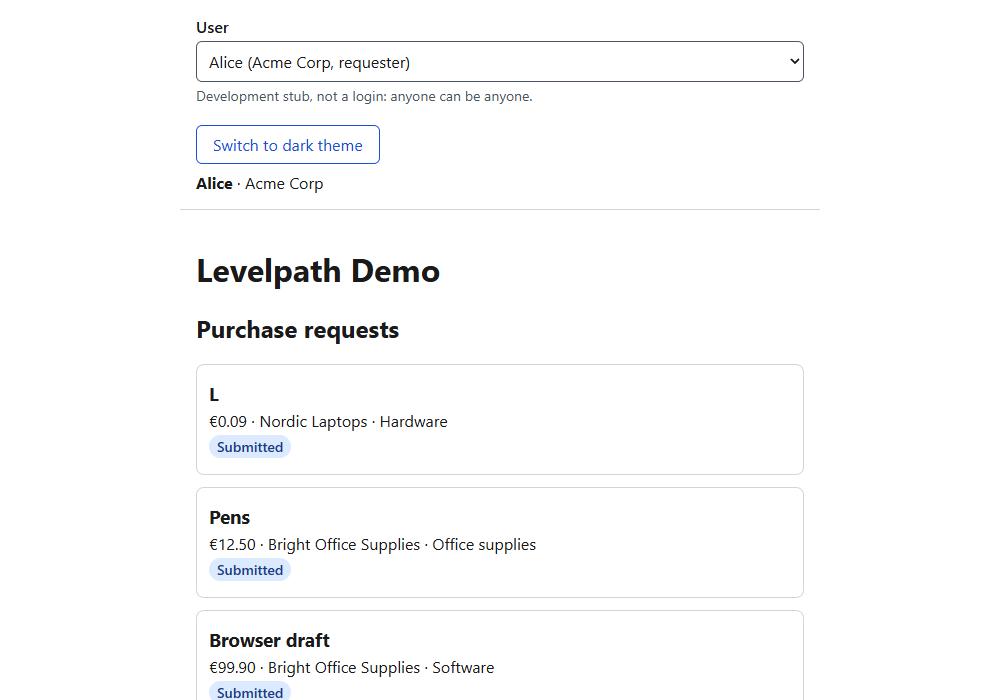 User
Alice (Acme Corp, requester)
Development stub, not a login: anyone can be anyone.
Switch to dark theme
Alice · Acme Corp
Levelpath Demo
Purchase requests
L
€0.09 · Nordic Laptops · Hardware
Submitted
Pens
€12.50 · Bright Office Supplies · Office supplies
Submitted
Browser draft
€99.90 · Bright Office Supplies · Software
Submitted